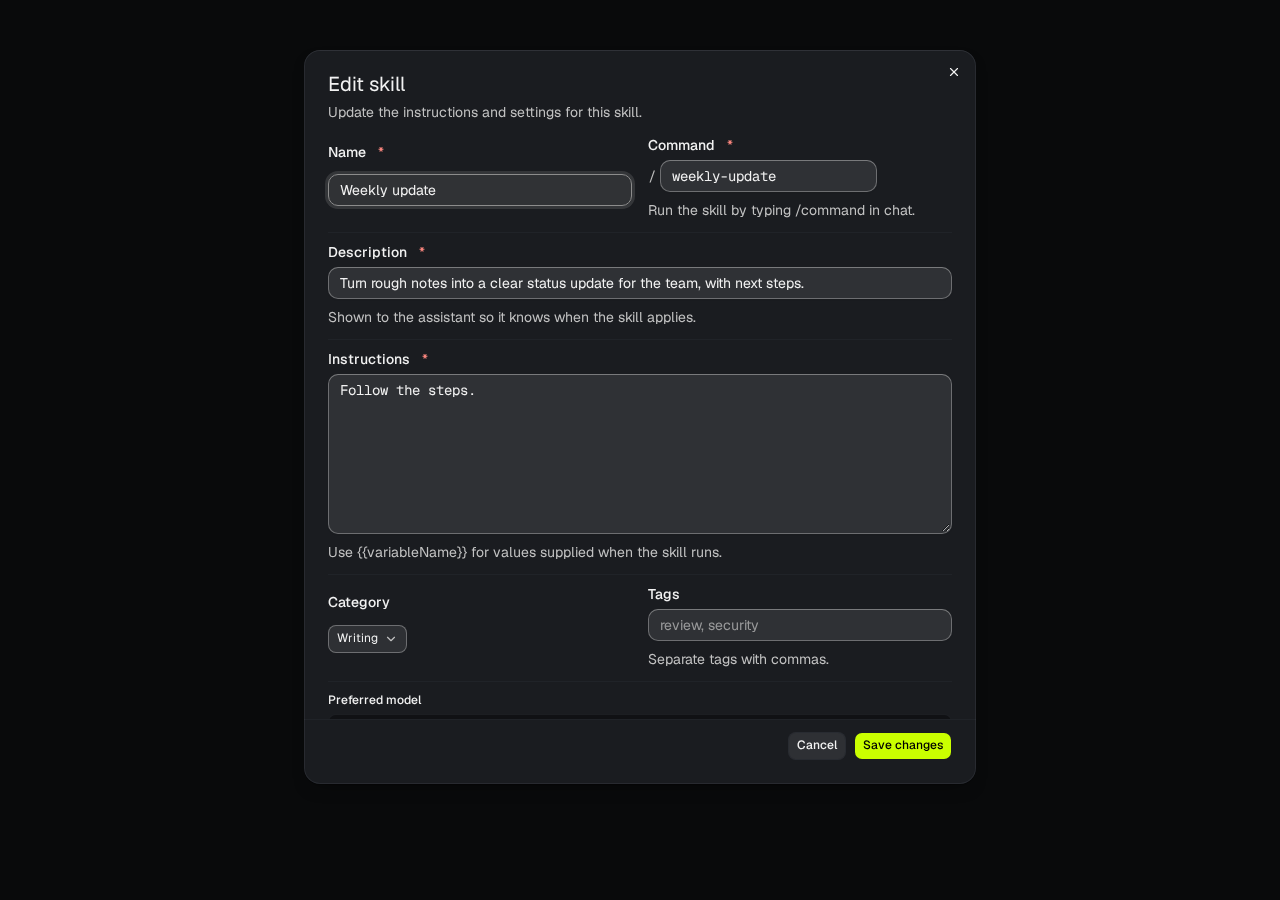 Edit skill
Update the instructions and settings for this skill.
Name *
Weekly update
Command *
/ weekly-update
Run the skill by typing /command in chat.
Description *
Turn rough notes into a clear status update for the team, with next steps.
Shown to the assistant so it knows when the skill applies.
Instructions *
Follow the steps.
Use {{variableName}} for values supplied when the skill runs.
Category
Writing
Tags
review, security
Separate tags with commas.
Preferred model
Cancel
Save changes